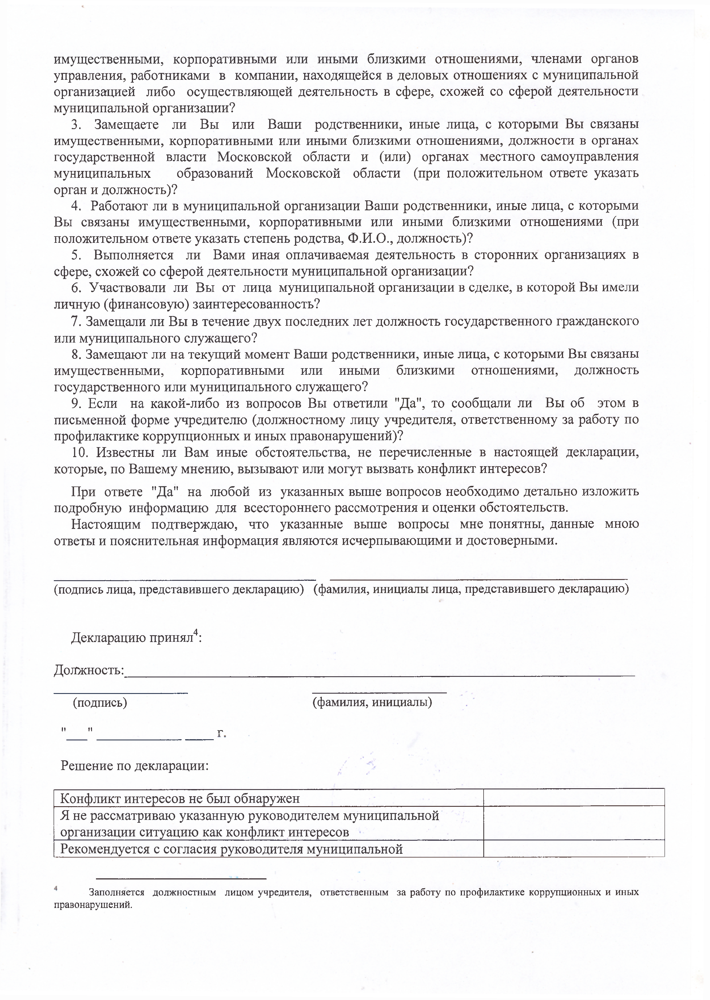 имущественными, корпоративными или иными близкими отношениями, членами органов
управления, работниками в компании, находящейся в деловых отношениях с муниципальной
организацией либо осуществляющей деятельность в сфере, схожей со сферой деятельности
муниципальной организации?
3. Замещаете ли Вы или Ваши родственники, иные лица, с которыми Вы связаны
имущественными, корпоративными или иными близкими отношениями, должности в органах
государственной власти Московской области и (или) органах местного самоуправления
муниципальных образований Московской области (при положительном ответе указать
орган и должность)?
4. Работают ли в муниципальной организации Ваши родственники, иные лица, с которыми
Вы связаны имущественными, корпоративными или иными близкими отношениями (при
положительном ответе указать степень родства, Ф.И.О., должность)?
5. Выполняется ли Вами иная оплачиваемая деятельность в сторонних организациях в
сфере, схожей со сферой деятельности муниципальной организации?
6. Участвовали ли Вы от лица муниципальной организации в сделке, в которой Вы имели
личную (финансовую) заинтересованность?
7. Замещали ли Вы в течение двух последних лет должность государственного гражданского
или муниципального служащего?
8. Замещают ли на текущий момент Ваши родственники, иные лица, с которыми Вы связаны
имущественными, корпоративными или иными близкими отношениями, должность
государственного или муниципального служащего?
9. Если на какой-либо из вопросов Вы ответили "Да", то сообщали ли Вы об этом в
письменной форме учредителю (должностному лицу учредителя, ответственному за работу по
профилактике коррупционных и иных правонарушений)?
10. Известны ли Вам иные обстоятельства, не перечисленные в настоящей декларации,
которые, по Вашему мнению, вызывают или могут вызвать конфликт интересов?
При ответе "Да" на любой из указанных выше вопросов необходимо детально изложить
подробную информацию для всестороннего рассмотрения и оценки обстоятельств.
Настоящим подтверждаю, что указанные выше вопросы мне понятны, данные мною
ответы и пояснительная информация являются исчерпывающими и достоверными.
(подпись лица, представившего декларацию) (фамилия, инициалы лица, представившего декларацию)
Декларацию принял4:
Должность:
(подпись) (фамилия, инициалы)
"___" ____________ ____ г.
Решение по декларации:
Конфликт интересов не был обнаружен
Я не рассматриваю указанную руководителем муниципальной
организации ситуацию как конфликт интересов
Рекомендуется с согласия руководителя муниципальной
4 Заполняется должностным лицом учредителя, ответственным за работу по профилактике коррупционных и иных
правонарушений.